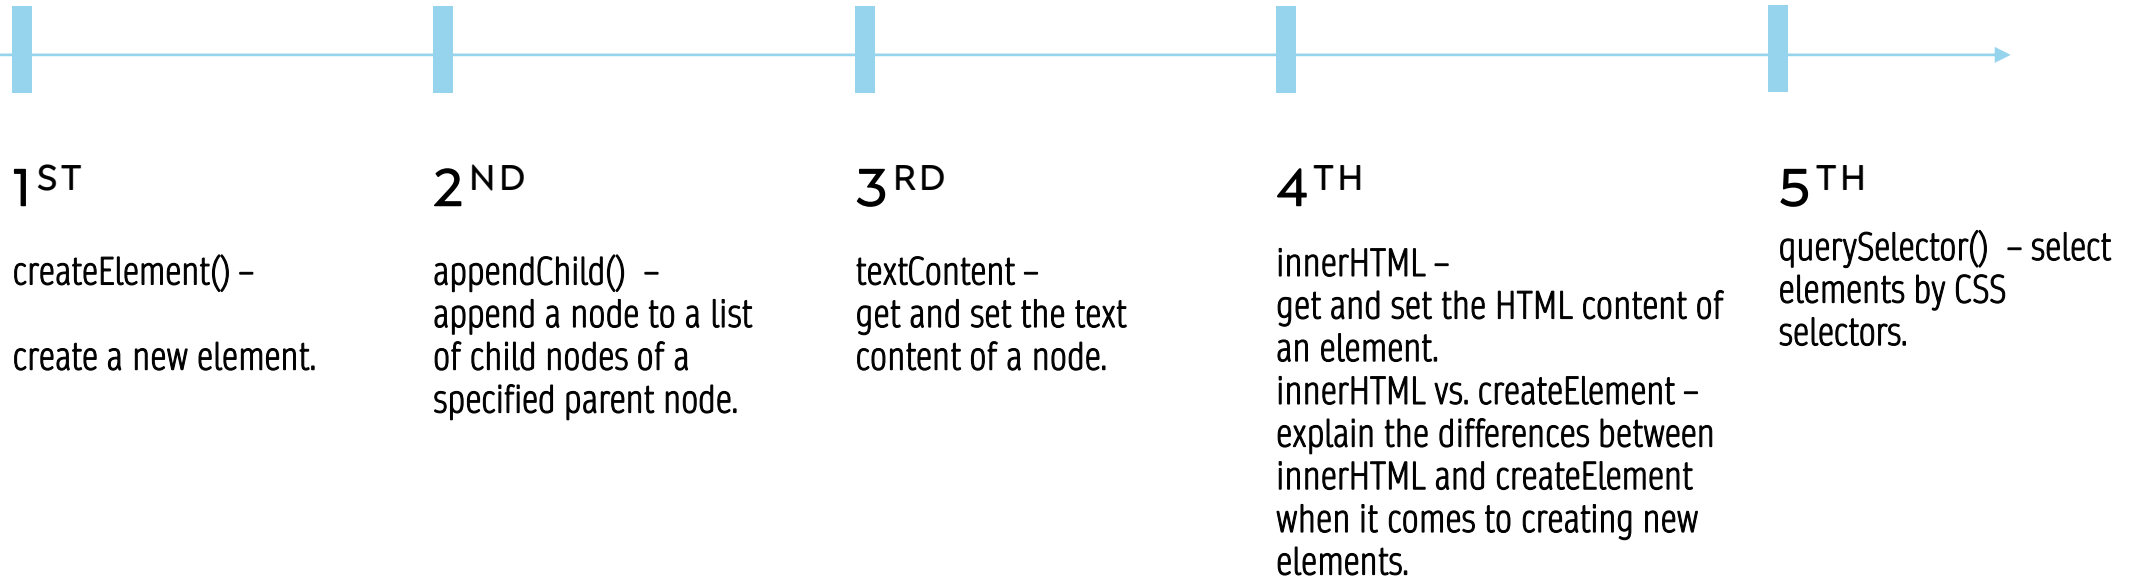 1ST
createElement() –
create a new element.
2ND
appendChild()  –
append a node to a list
of child nodes of a
specified parent node.
3RD
textContent –
get and set the text
content of a node.
4TH
innerHTML –
get and set the HTML content of
an element.
innerHTML vs. createElement –
explain the differences between
innerHTML and createElement
when it comes to creating new
elements.
5TH
querySelector()  – select
elements by CSS
selectors.